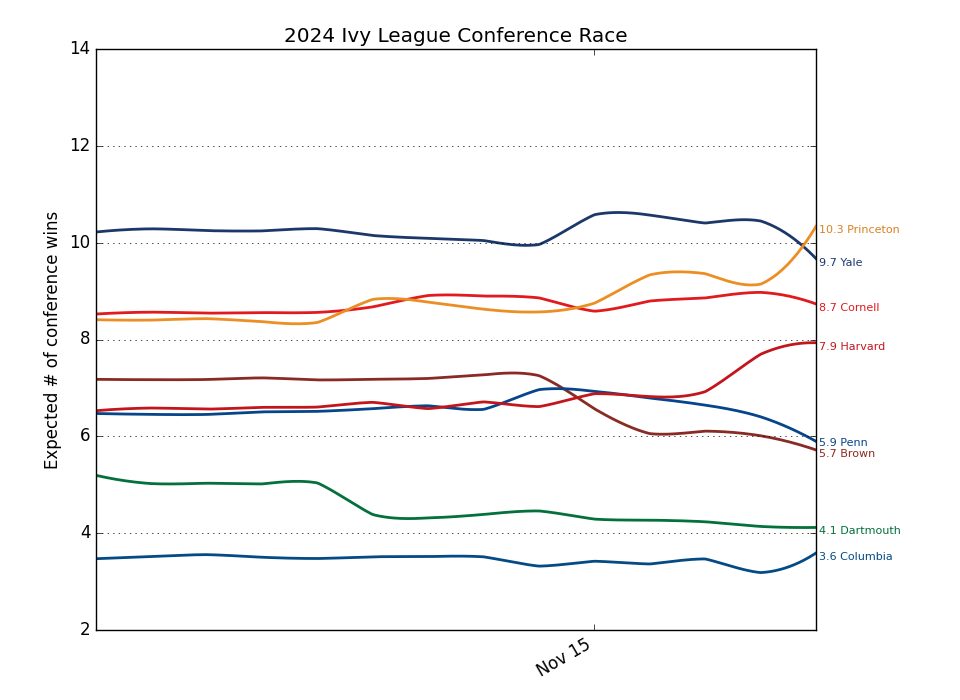 2024 Ivy League Conference Race
Expected # of conference wins
14
12
10
8
6
4
2
Nov 15
10.3 Princeton
9.7 Yale
8.7 Cornell
7.9 Harvard
5.9 Penn
5.7 Brown
4.1 Dartmouth
3.6 Columbia